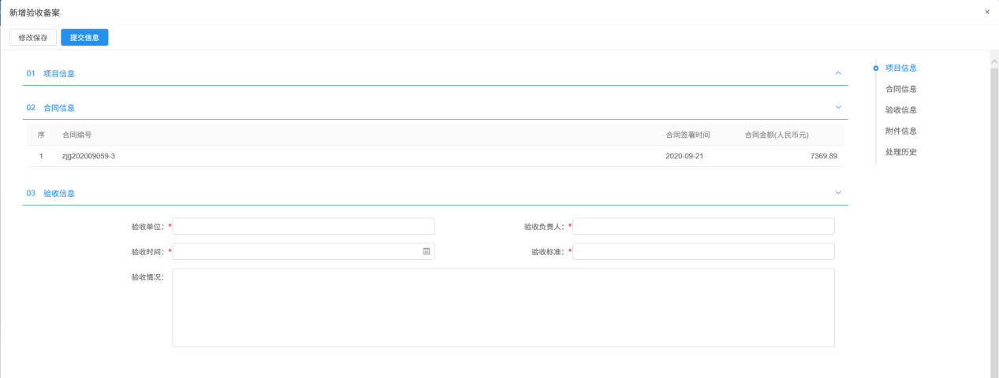 新增验收备案 ×
修改保存 提交信息
01 项目信息
02 合同信息
序 合同编号 合同签署时间 合同金额(人民币元)
1 zjg202009059-3 2020-09-21 7369.89
03 验收信息
验收单位：* 验收负责人：*
验收时间：* 验收标准：*
验收情况：
项目信息
合同信息
验收信息
附件信息
处理历史